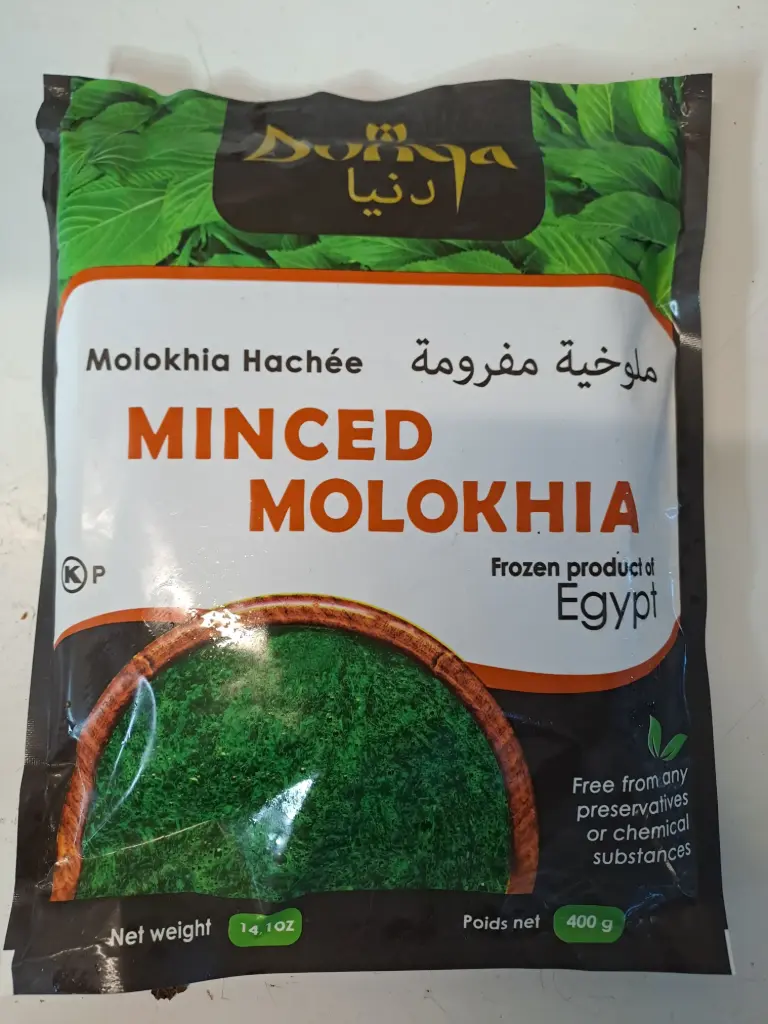 Dunya
دنيا
Molokhia Hachée
ملوخية مفرومة
MINCED
MOLOKHIA
K P
Frozen product of
Egypt
Free from any
preservatives
or chemical
substances
Net weight 14.1oz
Poids net 400 g